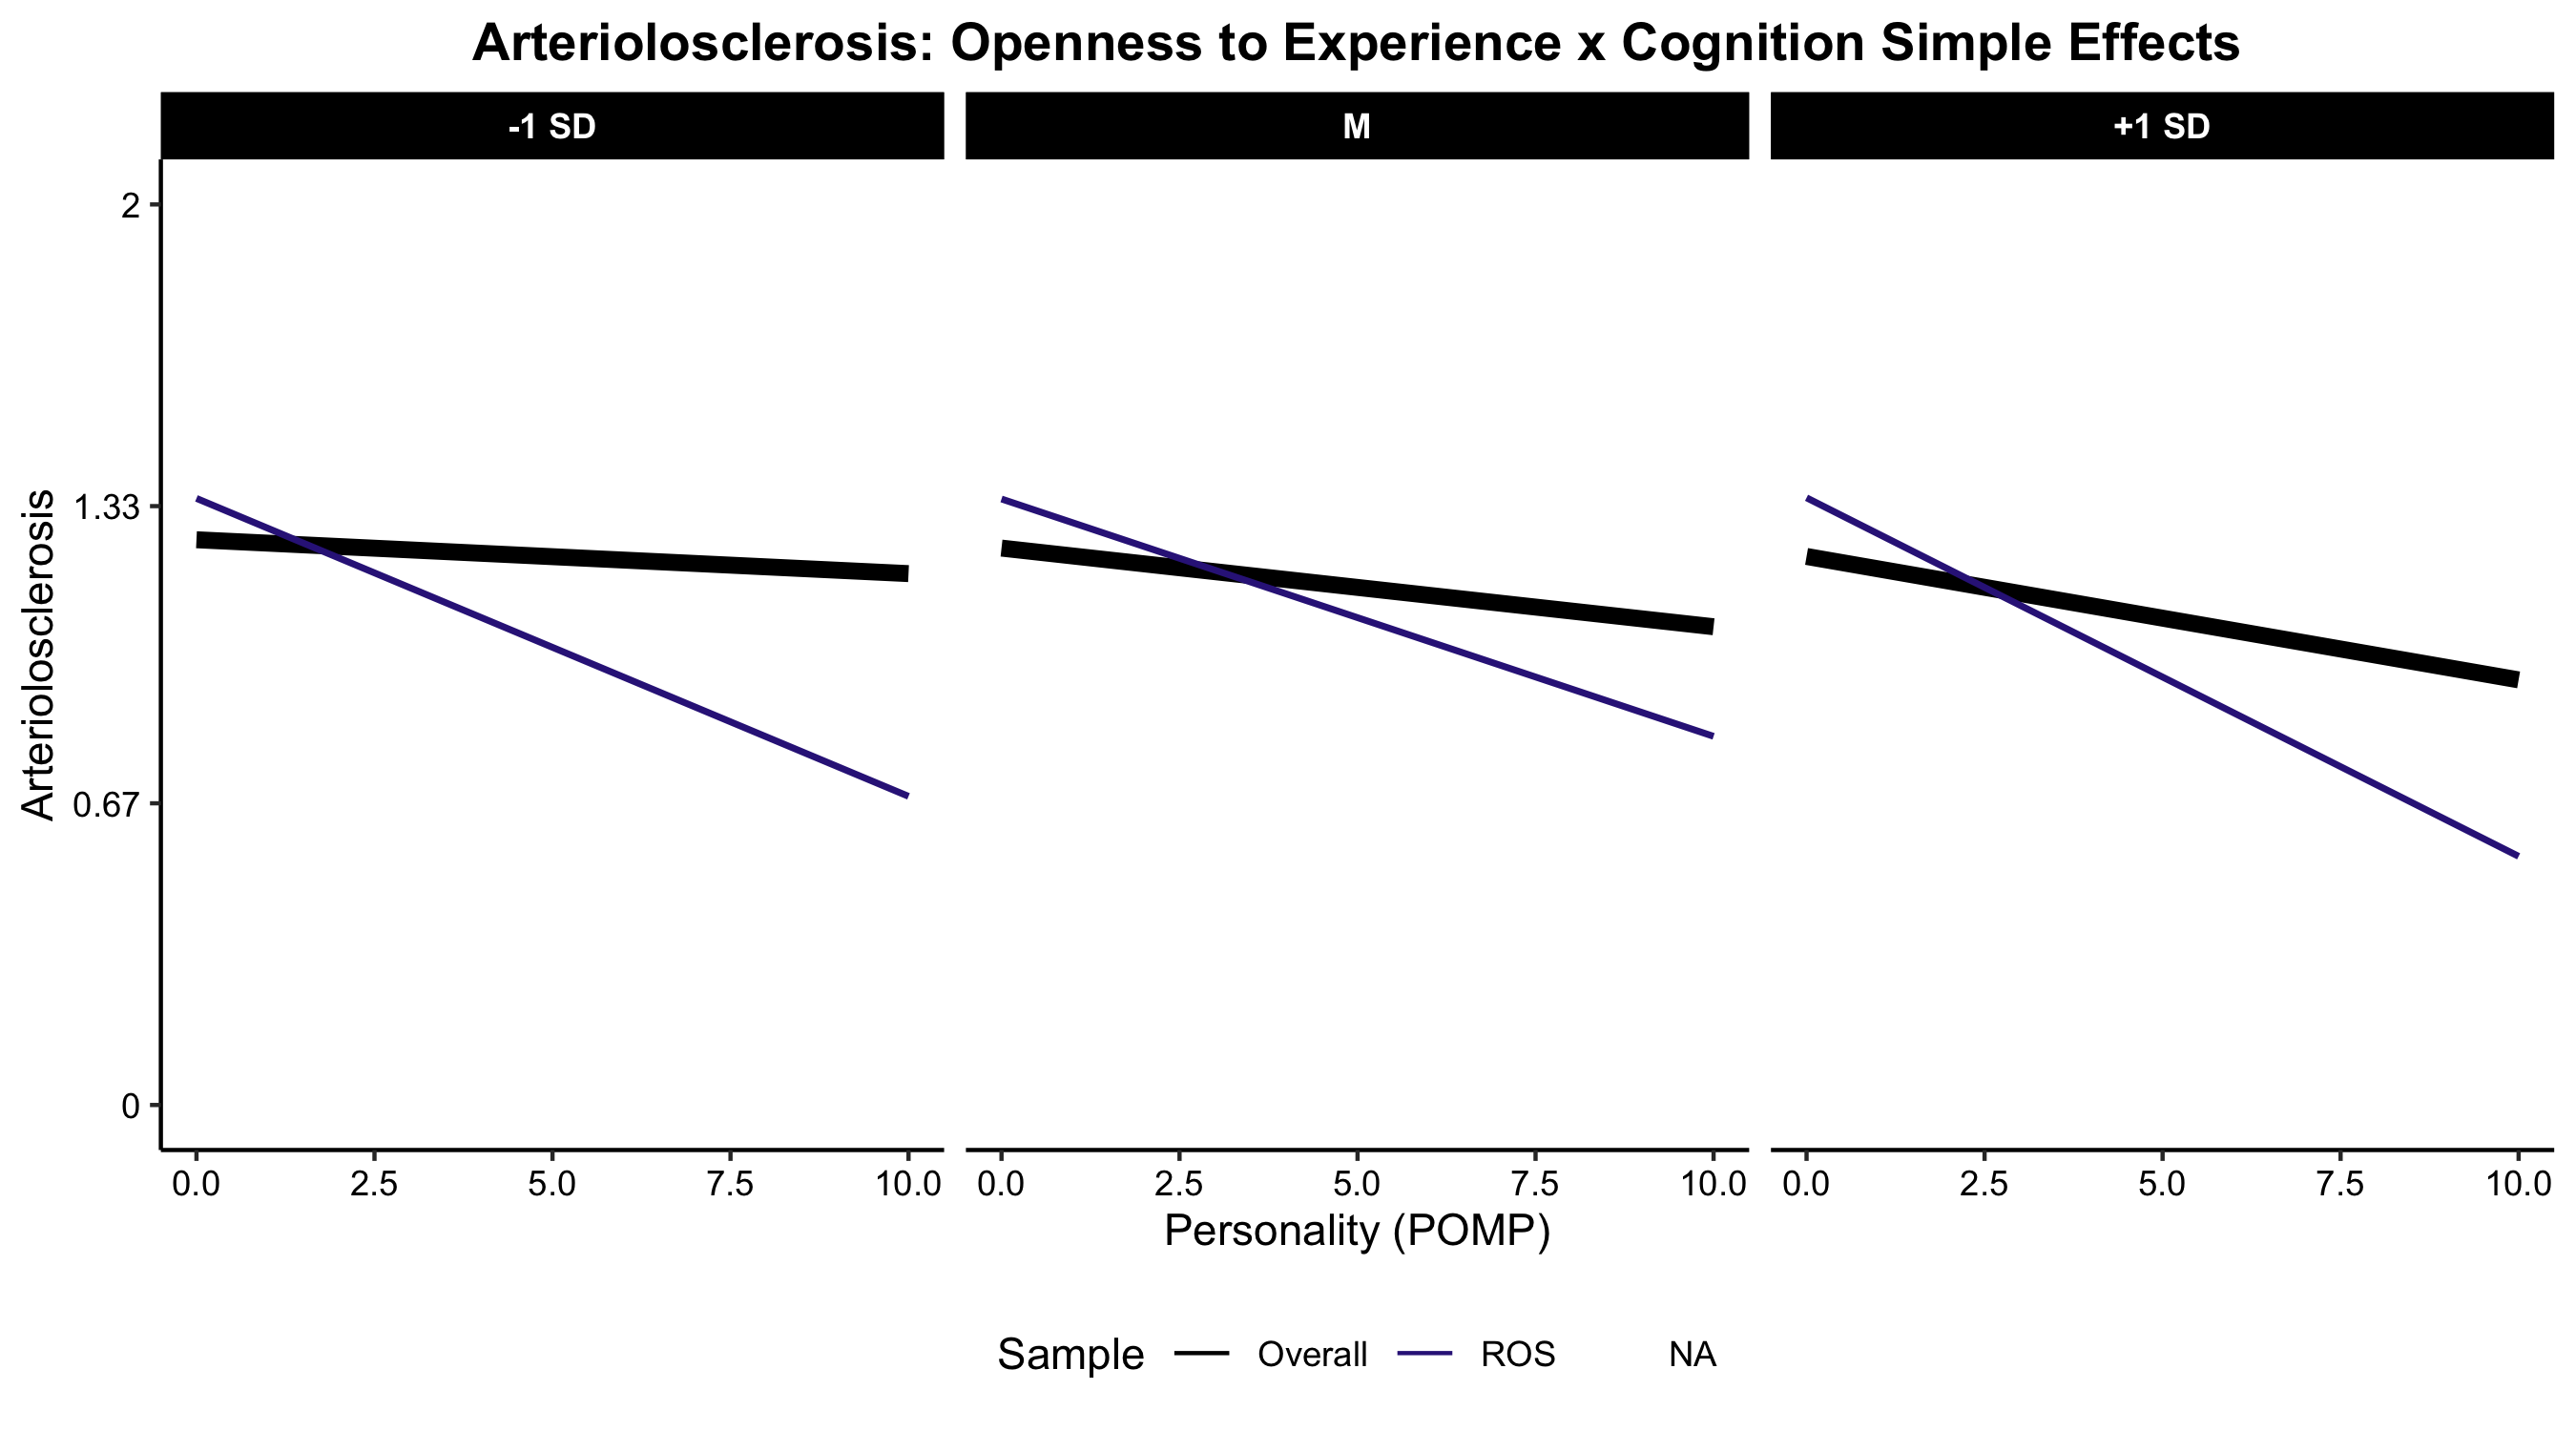 Arteriolosclerosis: Openness to Experience x Cognition Simple Effects
-1 SD
M
+1 SD
Arteriolosclerosis
2
1.33
0.67
0
0.0 2.5 5.0 7.5 10.0
0.0 2.5 5.0 7.5 10.0
0.0 2.5 5.0 7.5 10.0
Personality (POMP)
Sample Overall ROS NA